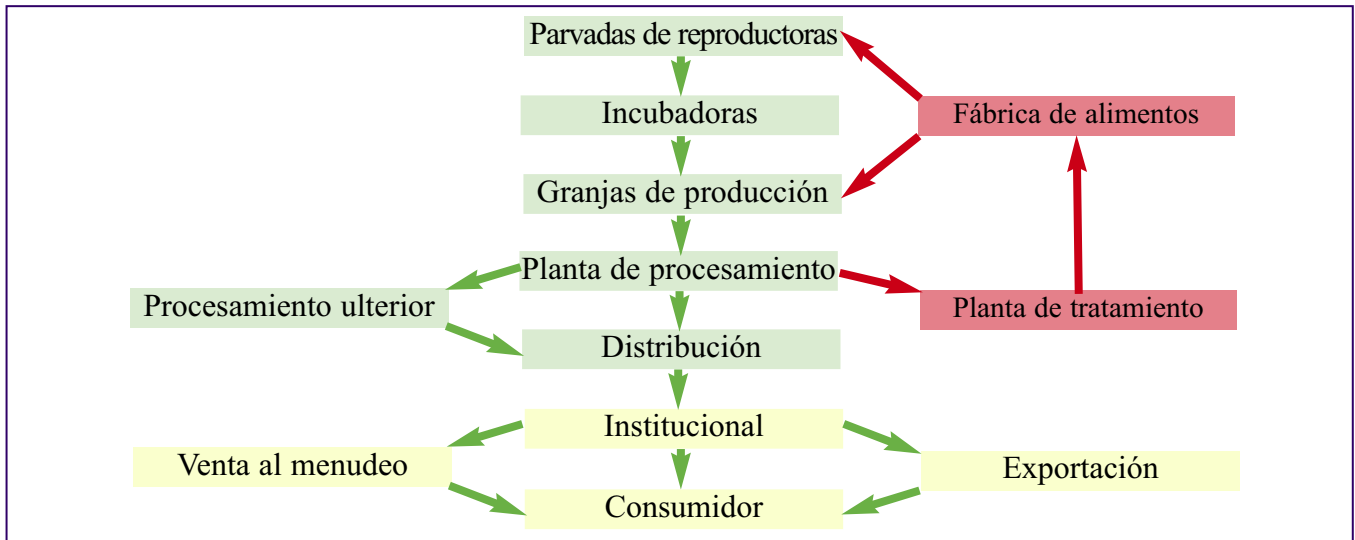 Parvadas de reproductoras
Incubadoras
Fábrica de alimentos
Granjas de producción
Planta de procesamiento
Procesamiento ulterior
Planta de tratamiento
Distribución
Institucional
Venta al menudeo
Exportación
Consumidor